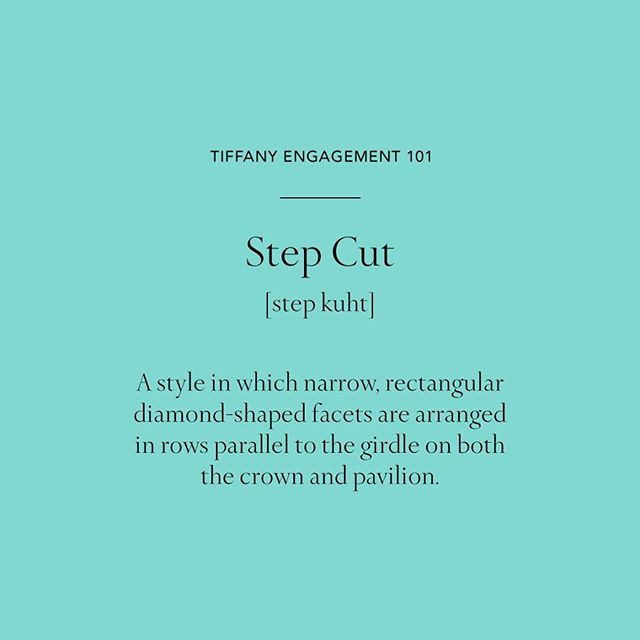 TIFFANY ENGAGEMENT 101
Step Cut
[step kuht]
A style in which narrow, rectangular
diamond-shaped facets are arranged
in rows parallel to the girdle on both
the crown and pavilion.